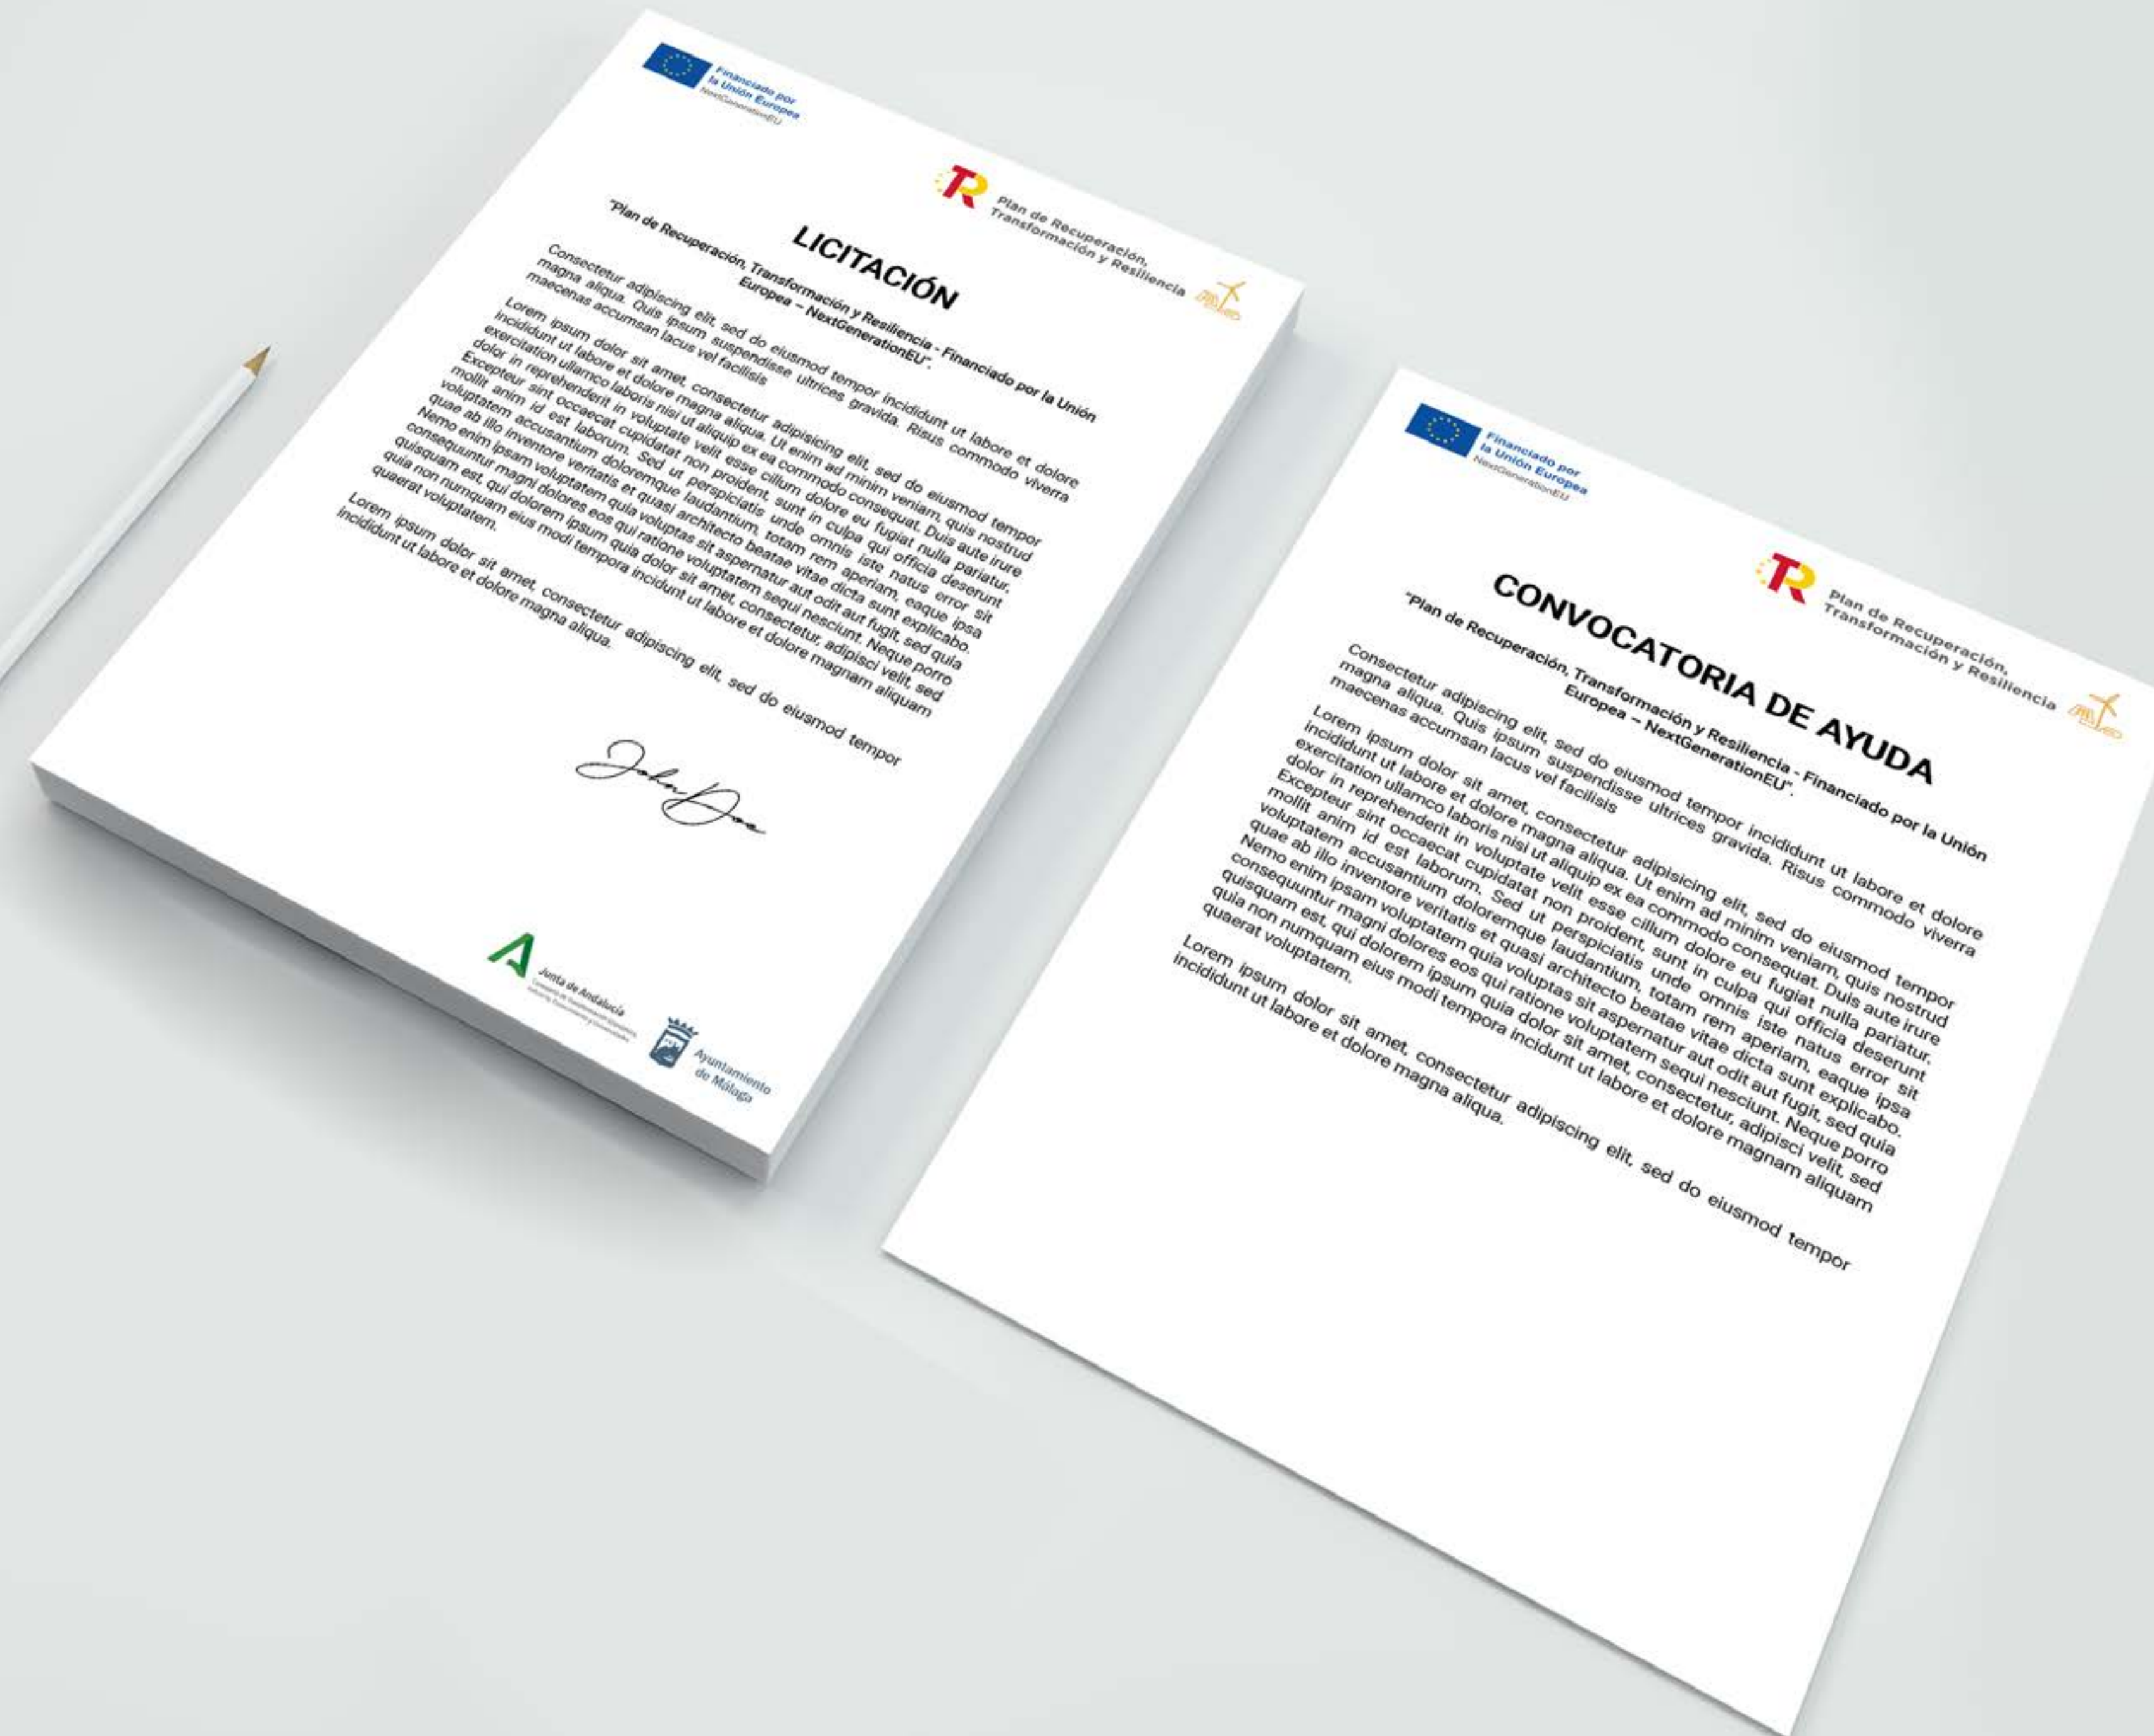 Financiado por
la Unión Europea
NextGenerationEU
Plan de Recuperación,
Transformación y Resiliencia
LICITACIÓN
"Plan de Recuperación, Transformación y Resiliencia - Financiado por la Unión
Europea – NextGenerationEU".
Consectetur adipiscing elit, sed do eiusmod tempor incididunt ut labore et dolore
magna aliqua. Quis ipsum suspendisse ultrices gravida. Risus commodo viverra
maecenas accumsan lacus vel facilisis
Lorem ipsum dolor sit amet, consectetur adipisicing elit, sed do eiusmod tempor
incididunt ut labore et dolore magna aliqua. Ut enim ad minim veniam, quis nostrud
exercitation ullamco laboris nisi ut aliquip ex ea commodo consequat. Duis aute irure
dolor in reprehenderit in voluptate velit esse cillum dolore eu fugiat nulla pariatur.
Excepteur sint occaecat cupidatat non proident, sunt in culpa qui officia deserunt
mollit anim id est laborum. Sed ut perspiciatis unde omnis iste natus error sit
voluptatem accusantium doloremque laudantium, totam rem aperiam, eaque ipsa
quae ab illo inventore veritatis et quasi architecto beatae vitae dicta sunt explicabo.
Nemo enim ipsam voluptatem quia voluptas sit aspernatur aut odit aut fugit, sed quia
consequuntur magni dolores eos qui ratione voluptatem sequi nesciunt. Neque porro
quisquam est, qui dolorem ipsum quia dolor sit amet, consectetur, adipisci velit, sed
quia non numquam eius modi tempora incidunt ut labore et dolore magnam aliquam
quaerat voluptatem.
Lorem ipsum dolor sit amet, consectetur adipiscing elit, sed do eiusmod tempor
incididunt ut labore et dolore magna aliqua.
John Doe
Junta de Andalucía
Ayuntamiento
de Málaga
Financiado por
la Unión Europea
NextGenerationEU
Plan de Recuperación,
Transformación y Resiliencia
CONVOCATORIA DE AYUDA
"Plan de Recuperación, Transformación y Resiliencia - Financiado por la Unión
Europea – NextGenerationEU".
Consectetur adipiscing elit, sed do eiusmod tempor incididunt ut labore et dolore
magna aliqua. Quis ipsum suspendisse ultrices gravida. Risus commodo viverra
maecenas accumsan lacus vel facilisis
Lorem ipsum dolor sit amet, consectetur adipisicing elit, sed do eiusmod tempor
incididunt ut labore et dolore magna aliqua. Ut enim ad minim veniam, quis nostrud
exercitation ullamco laboris nisi ut aliquip ex ea commodo consequat. Duis aute irure
dolor in reprehenderit in voluptate velit esse cillum dolore eu fugiat nulla pariatur.
Excepteur sint occaecat cupidatat non proident, sunt in culpa qui officia deserunt
mollit anim id est laborum. Sed ut perspiciatis unde omnis iste natus error sit
voluptatem accusantium doloremque laudantium, totam rem aperiam, eaque ipsa
quae ab illo inventore veritatis et quasi architecto beatae vitae dicta sunt explicabo.
Nemo enim ipsam voluptatem quia voluptas sit aspernatur aut odit aut fugit, sed quia
consequuntur magni dolores eos qui ratione voluptatem sequi nesciunt. Neque porro
quisquam est, qui dolorem ipsum quia dolor sit amet, consectetur, adipisci velit, sed
quia non numquam eius modi tempora incidunt ut labore et dolore magnam aliquam
quaerat voluptatem.
Lorem ipsum dolor sit amet, consectetur adipiscing elit, sed do eiusmod tempor
incididunt ut labore et dolore magna aliqua.